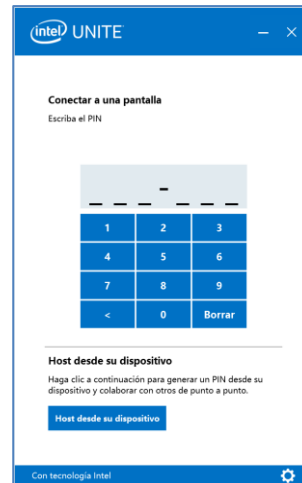 intel UNITE
Conectar a una pantalla
Escriba el PIN
_ _ _ - _ _ _
1 2 3
4 5 6
7 8 9
< 0 Borrar
Host desde su dispositivo
Haga clic a continuación para generar un PIN desde su
dispositivo y colaborar con otros de punto a punto.
Host desde su dispositivo
Con tecnología Intel